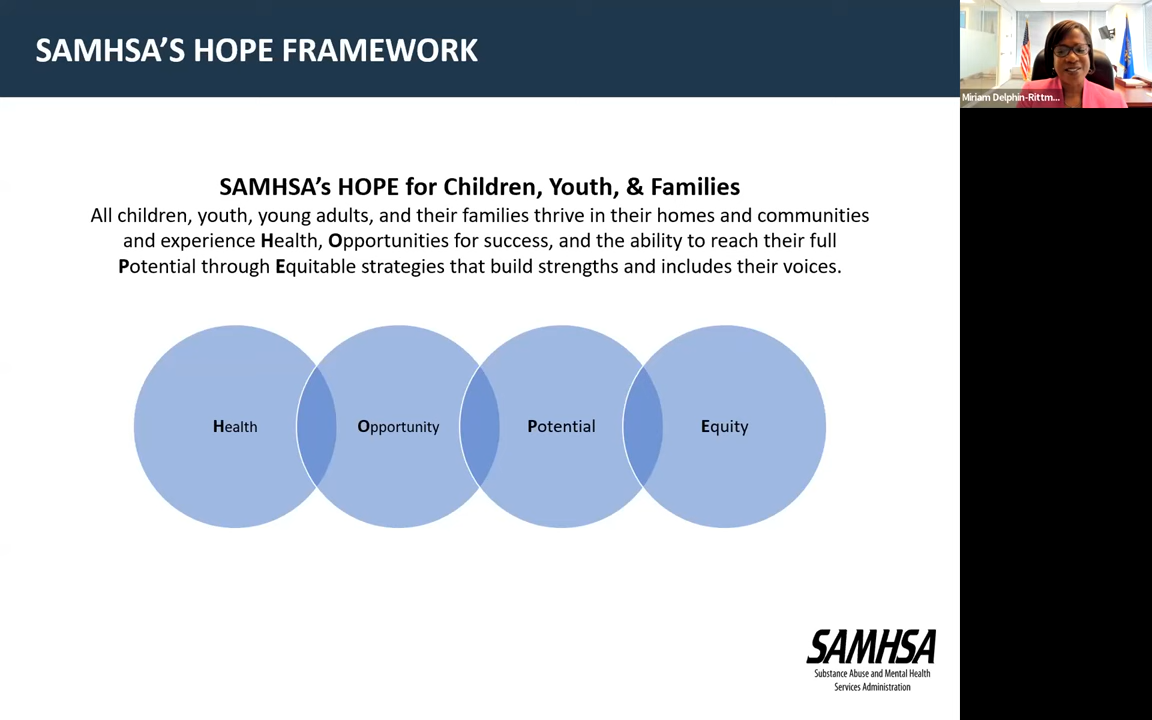 SAMHSA'S HOPE FRAMEWORK
Miriam Delphin-Rittm...
SAMHSA's HOPE for Children, Youth, & Families
All children, youth, young adults, and their families thrive in their homes and communities
and experience Health, Opportunities for success, and the ability to reach their full
Potential through Equitable strategies that build strengths and includes their voices.
Health
Opportunity
Potential
Equity
SAMHSA
Substance Abuse and Mental Health
Services Administration